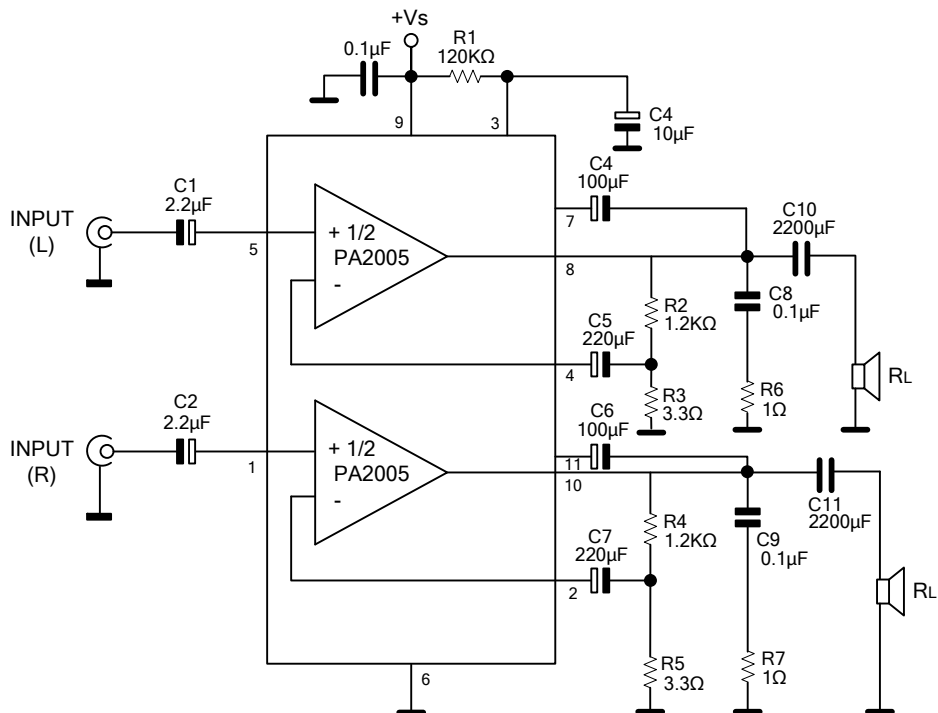 +Vs
0.1µF
R1
120KΩ
9
3
C4
10µF
C1
2.2µF
INPUT
(L)
5
+ 1/2
PA2005
-
C4
100µF
7
8
C10
2200µF
R2
1.2KΩ
C8
0.1µF
C5
220µF
4
R3
3.3Ω
R6
1Ω
RL
C2
2.2µF
INPUT
(R)
1
+ 1/2
PA2005
-
C6
100µF
11
10
C11
2200µF
R4
1.2KΩ
C9
0.1µF
C7
220µF
2
R5
3.3Ω
R7
1Ω
RL
6